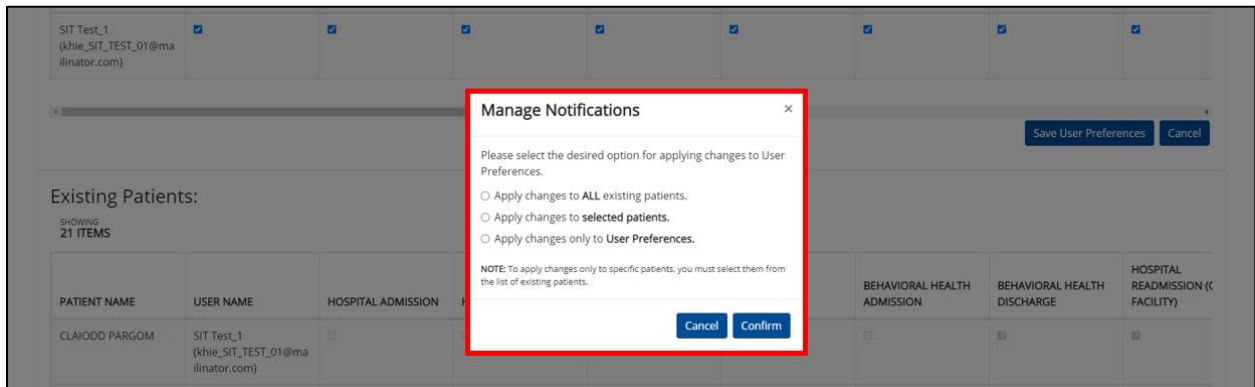 SIT Test_1
(khie_SIT_TEST_01@ma
ilinator.com)
Manage Notifications ×
Save User Preferences Cancel
Please select the desired option for applying changes to User
Preferences.
Apply changes to ALL existing patients.
Apply changes to selected patients.
Apply changes only to User Preferences.
NOTE: To apply changes only to specific patients, you must select them from
the list of existing patients.
Cancel Confirm
Existing Patients:
SHOWING
21 ITEMS
PATIENT NAME
USER NAME
HOSPITAL ADMISSION
BEHAVIORAL HEALTH
ADMISSION
BEHAVIORAL HEALTH
DISCHARGE
HOSPITAL
READMISSION (
FACILITY)
CLAIODD PARGOM
SIT Test_1
(khie_SIT_TEST_01@ma
ilinator.com)